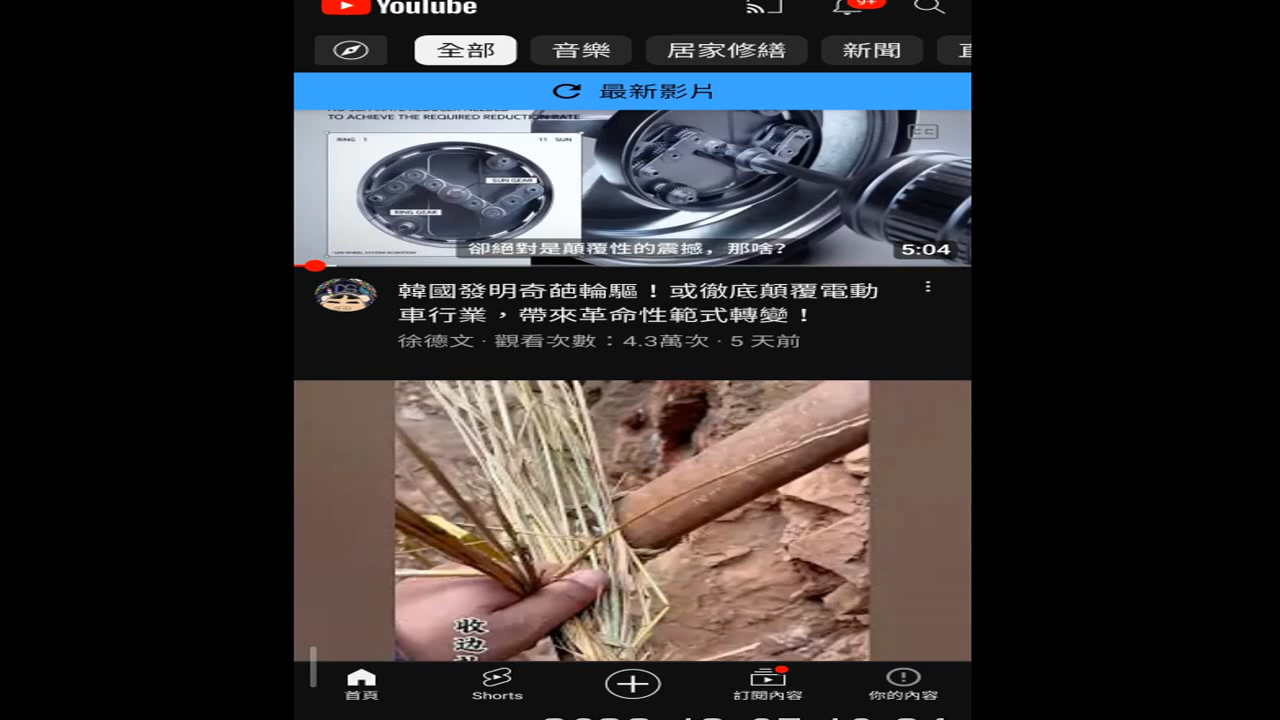 YouTube
9+
全部
音樂
居家修繕
新聞
最新影片
TO ACHIEVE THE REQUIRED REDUCTION RATE
RING 1
11 SUN
CC
SUN GEAR
RING GEAR
卻絕對是顛覆性的震撼，那啥?
5:04
韓國發明奇葩輪驅！或徹底顛覆電動
車行業，帶來革命性範式轉變！
徐德文 · 觀看次數：4.3萬次 · 5 天前
收边
首頁
Shorts
訂閱內容
你的內容